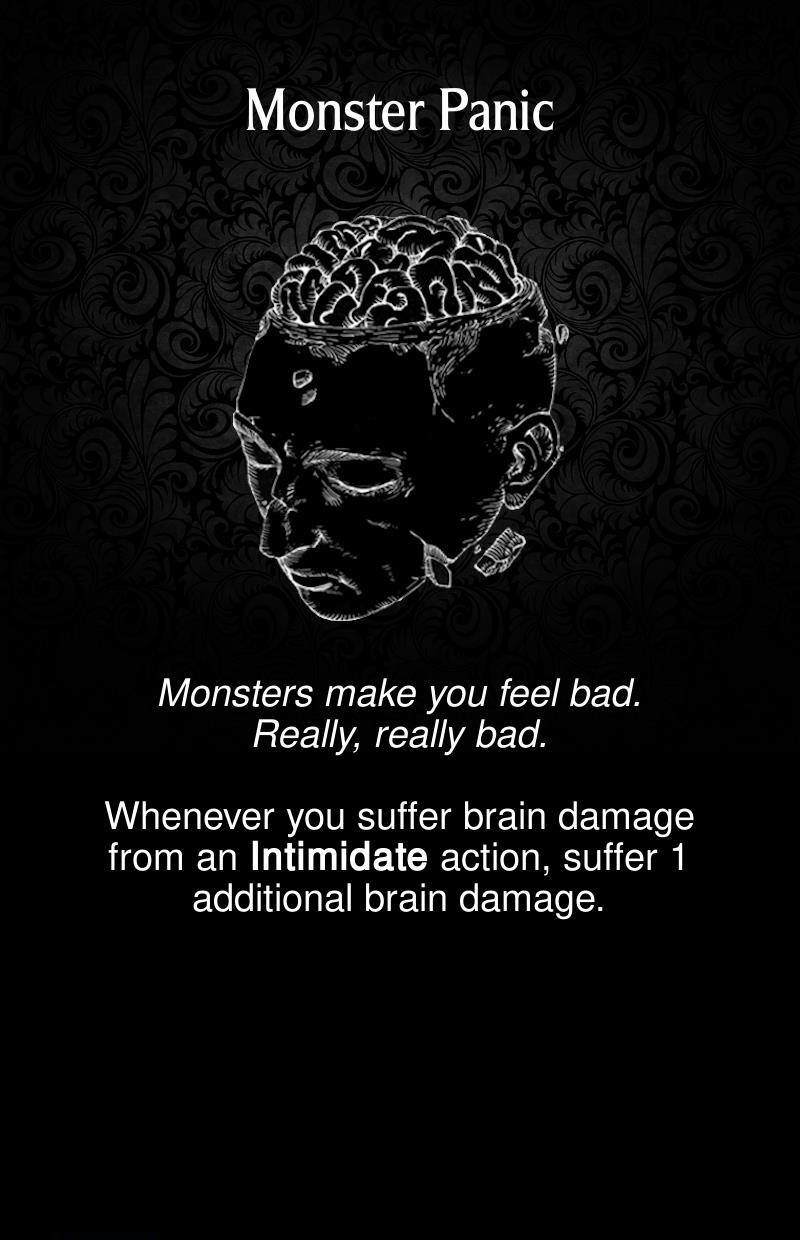 Monster Panic
Monsters make you feel bad.
Really, really bad.
Whenever you suffer brain damage
from an Intimidate action, suffer 1
additional brain damage.